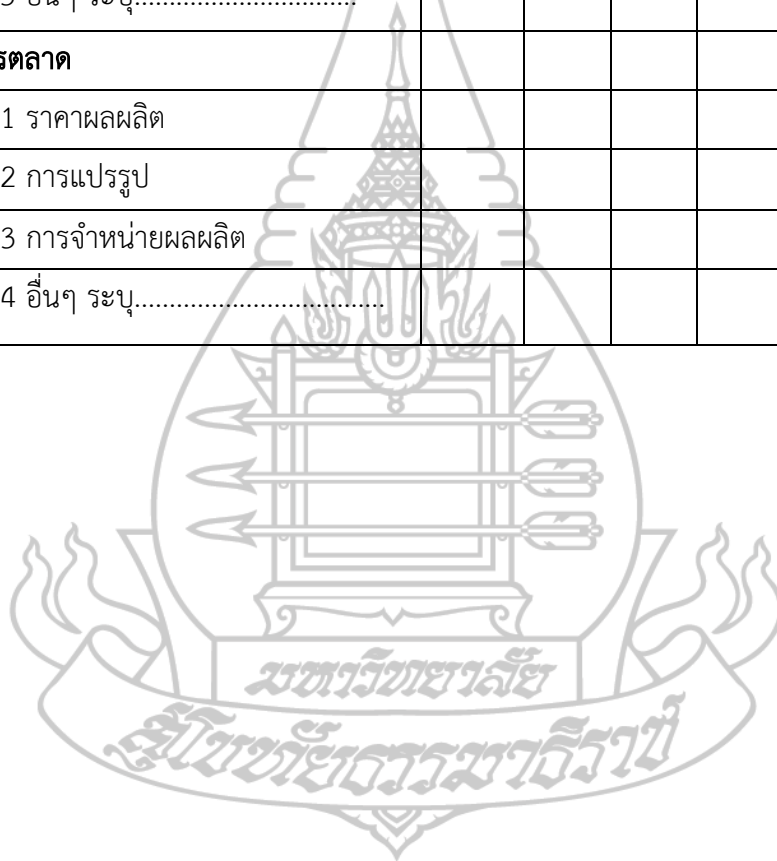 อื่นๆ ระบุ...............................
รตลาด
1 ราคาผลผลิต
2 การแปรรูป
3 การจำหน่ายผลผลิต
4 อื่นๆ ระบุ...................................
มหาวิทยาลัย
สุโขทัยธรรมาธิราช